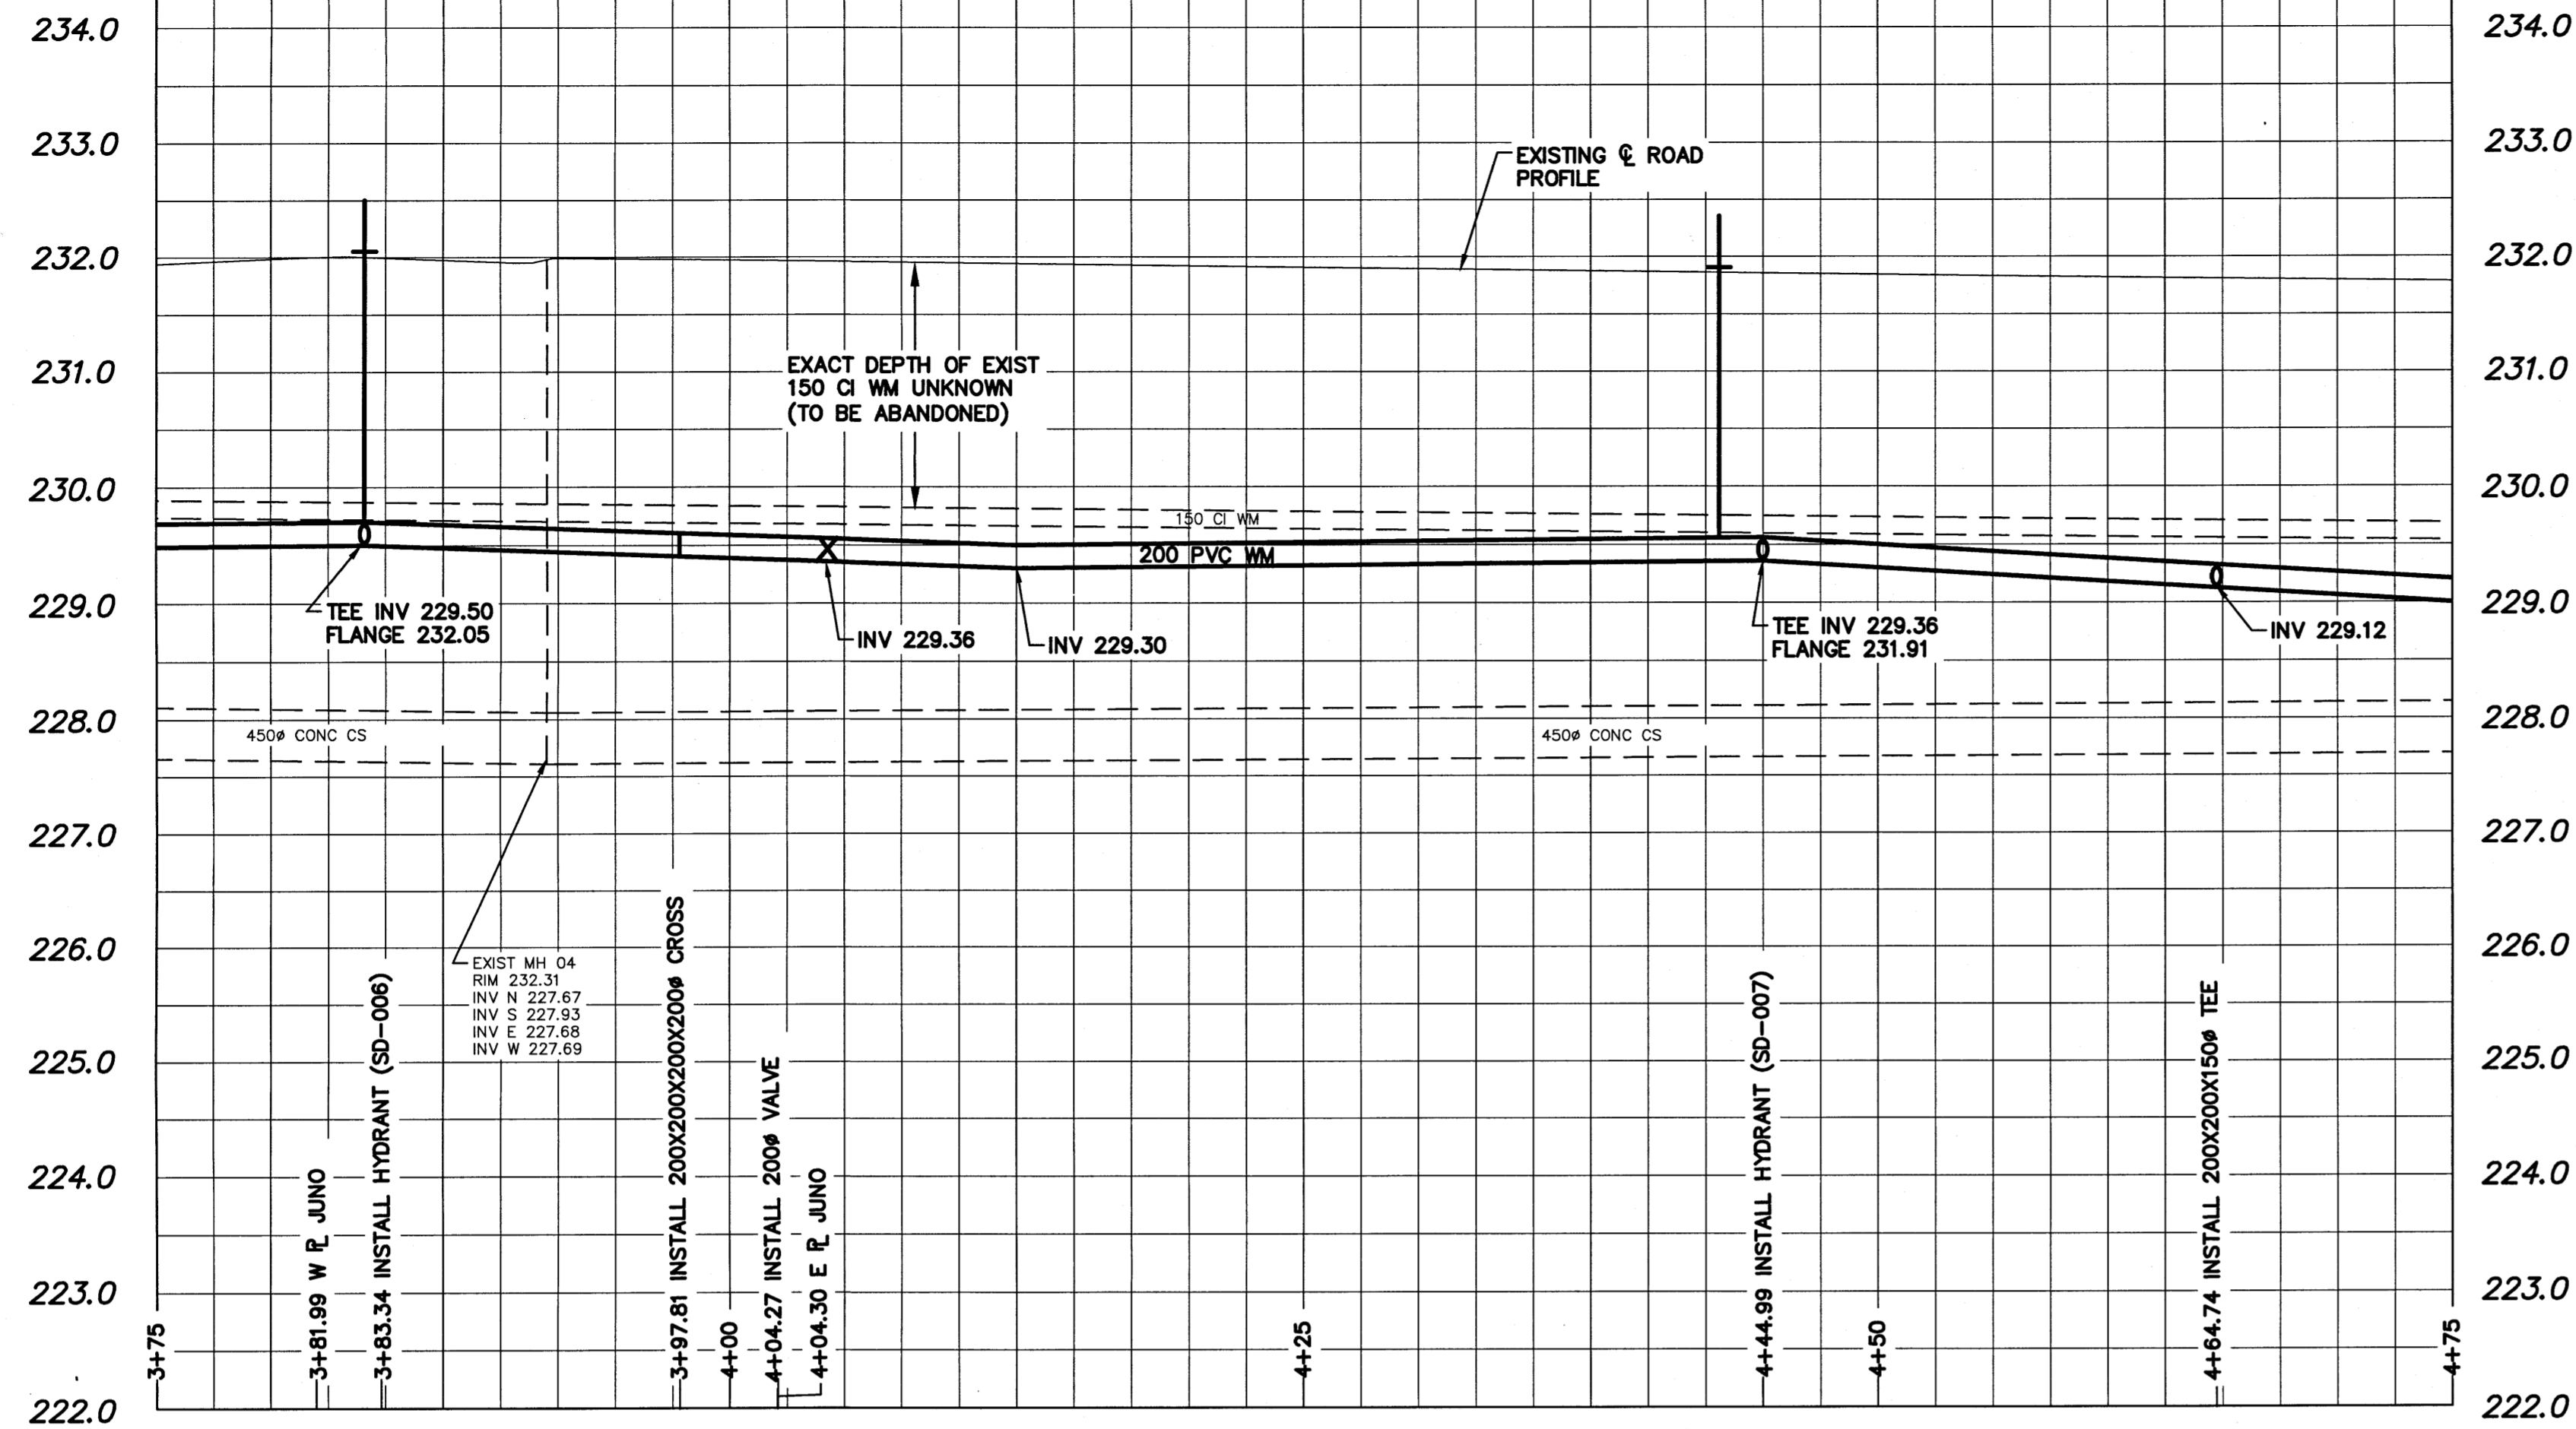 234.0
234.0
233.0
233.0
EXISTING ℄ ROAD
PROFILE
232.0
232.0
231.0
231.0
EXACT DEPTH OF EXIST
150 CI WM UNKNOWN
(TO BE ABANDONED)
230.0
230.0
150 CI WM
200 PVC WM
229.0
229.0
TEE INV 229.50
FLANGE 232.05
INV 229.36
INV 229.30
TEE INV 229.36
FLANGE 231.91
INV 229.12
228.0
228.0
450ø CONC CS
450ø CONC CS
227.0
227.0
226.0
226.0
EXIST MH 04
RIM 232.31
INV N 227.67
INV S 227.93
INV E 227.68
INV W 227.69
225.0
225.0
224.0
224.0
223.0
223.0
222.0
222.0
3+75
3+81.99 W ⅊ JUNO
3+83.34 INSTALL HYDRANT (SD-006)
3+97.81 INSTALL 200X200X200X200ø CROSS
4+00
4+04.27 INSTALL 200ø VALVE
4+04.30 E ⅊ JUNO
4+25
4+44.99 INSTALL HYDRANT (SD-007)
4+50
4+64.74 INSTALL 200X200X150ø TEE
4+75